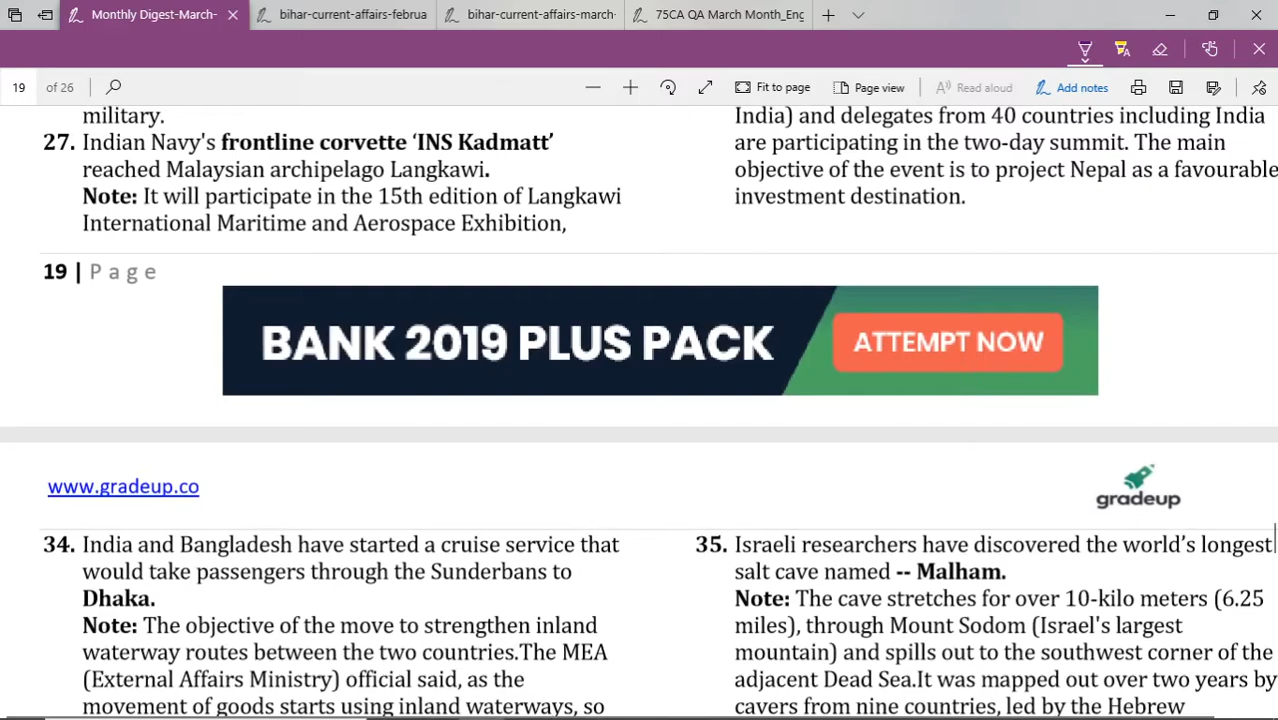 Monthly Digest-March-
bihar-current-affairs-februa
bihar-current-affairs-march-
75CA QA March Month_Eng
19 of 26
Fit to page
Page view
Read aloud
Add notes
military.
27. Indian Navy's frontline corvette ‘INS Kadmatt’
reached Malaysian archipelago Langkawi.
Note: It will participate in the 15th edition of Langkawi
International Maritime and Aerospace Exhibition,
India) and delegates from 40 countries including India
are participating in the two-day summit. The main
objective of the event is to project Nepal as a favourable
investment destination.
19 | Page
BANK 2019 PLUS PACK
ATTEMPT NOW
www.gradeup.co
gradeup
34. India and Bangladesh have started a cruise service that
would take passengers through the Sunderbans to
Dhaka.
Note: The objective of the move to strengthen inland
waterway routes between the two countries.The MEA
(External Affairs Ministry) official said, as the
movement of goods starts using inland waterways, so
35. Israeli researchers have discovered the world’s longest
salt cave named -- Malham.
Note: The cave stretches for over 10-kilo meters (6.25
miles), through Mount Sodom (Israel's largest
mountain) and spills out to the southwest corner of the
adjacent Dead Sea.It was mapped out over two years by
cavers from nine countries, led by the Hebrew